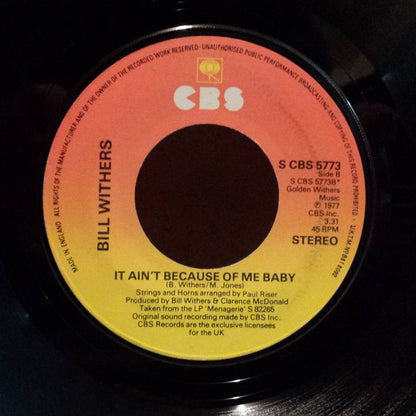 ALL RIGHTS OF THE MANUFACTURER AND OF THE OWNER OF THE RECORDED WORK RESERVED · UNAUTHORISED PUBLIC PERFORMANCE BROADCASTING AND COPYING OF THIS RECORD PROHIBITED
MADE IN ENGLAND
CBS
BILL WITHERS
S CBS 5773
Side B
S CBS 5773B*
Golden Withers
Music
℗ 1977
CBS Inc.
3.31
45 RPM
STEREO
IT AIN'T BECAUSE OF ME BABY
(B. Withers/M. Jones)
Strings and Horns arranged by Paul Riser
Produced by Bill Withers & Clarence McDonald
Taken from the LP 'Menagerie' S 82265
Original sound recording made by CBS Inc.
CBS Records are the exclusive licensees
for the UK